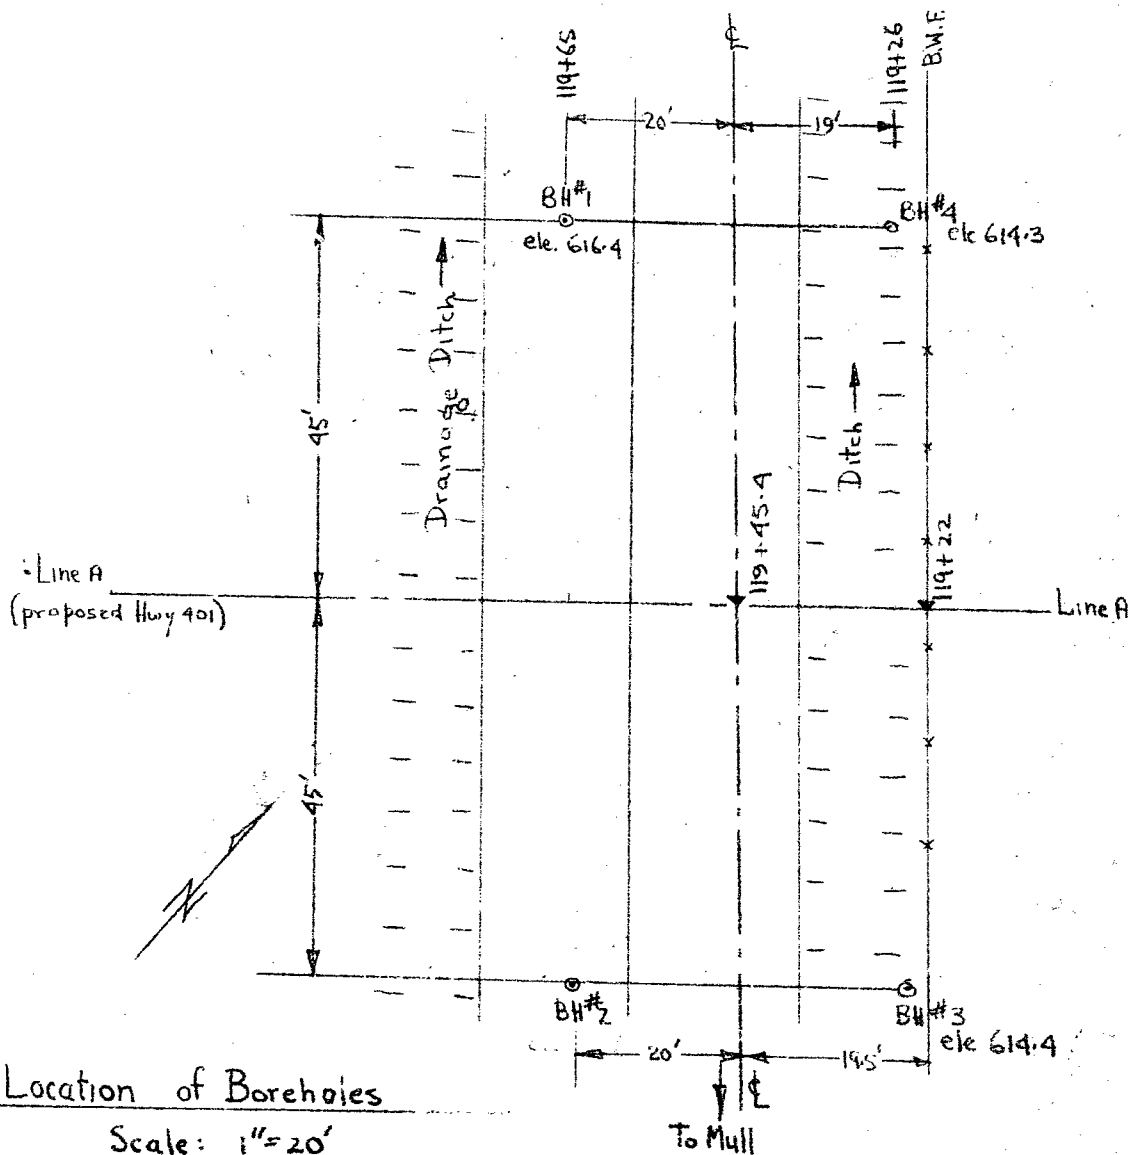 119+65
℄
119+26
B.W.F.
20'
19'
BH#1
ele. 616.4
BH#4
ele 614.3
Drainage Ditch
45'
Ditch
119+45.4
119+22
Line A
(proposed Hwy 401)
Line A
45'
N
BH#2
BH#3
ele 614.4
20'
19.5'
℄
To Mull
Location of Boreholes
Scale: 1"=20'